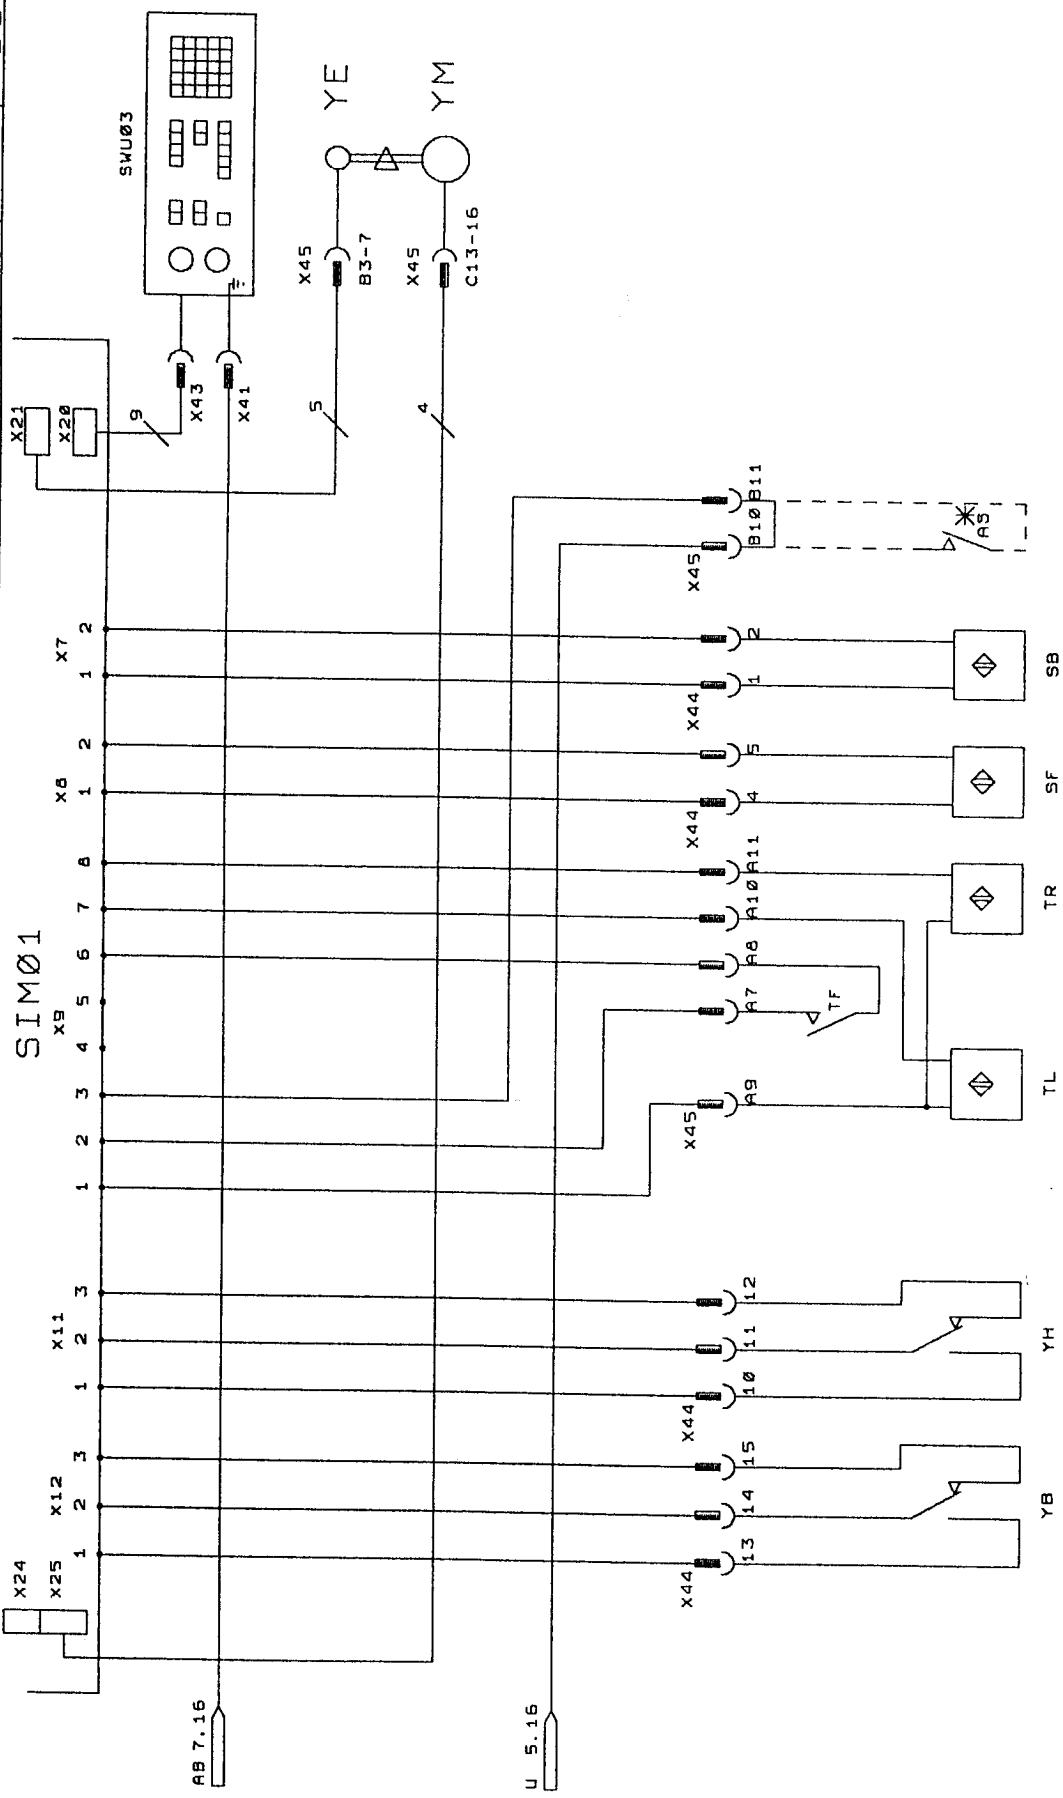 SWU03
YE
YM
X45
B3-7
X45
C13-16
X21
X20
9
X43
X41
5
4
X45
B10
B11
AS
SIM01
X7
1
2
X44
1
2
SB
X8
1
2
X44
4
5
SF
X9
1
2
3
4
5
6
7
8
X45
A9
A7
A8
A10
A11
TF
TL
TR
X11
1
2
3
X44
10
11
12
YH
X12
1
2
3
X44
13
14
15
YB
X24
X25
AB 7.16
U 5.16